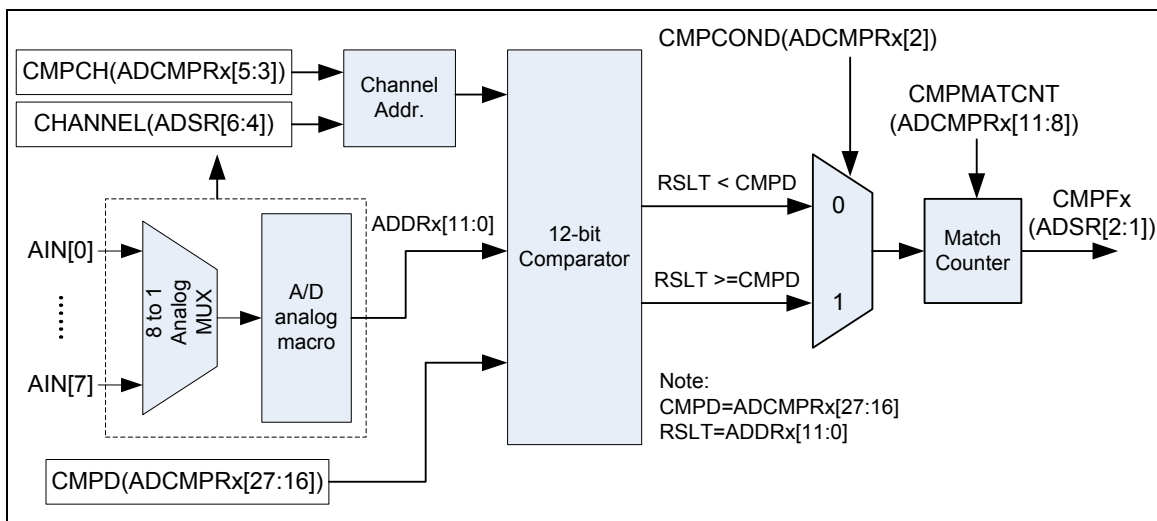 CMPCH(ADCMPRx[5:3])
CHANNEL(ADSR[6:4])
Channel
Addr.
AIN[0]
......
AIN[7]
8 to 1
Analog
MUX
A/D
analog
macro
ADDRx[11:0]
CMPD(ADCMPRx[27:16])
12-bit
Comparator
CMPCOND(ADCMPRx[2])
RSLT < CMPD
RSLT >=CMPD
0
1
CMPMATCNT
(ADCMPRx[11:8])
Match
Counter
CMPFx
(ADSR[2:1])
Note:
CMPD=ADCMPRx[27:16]
RSLT=ADDRx[11:0]